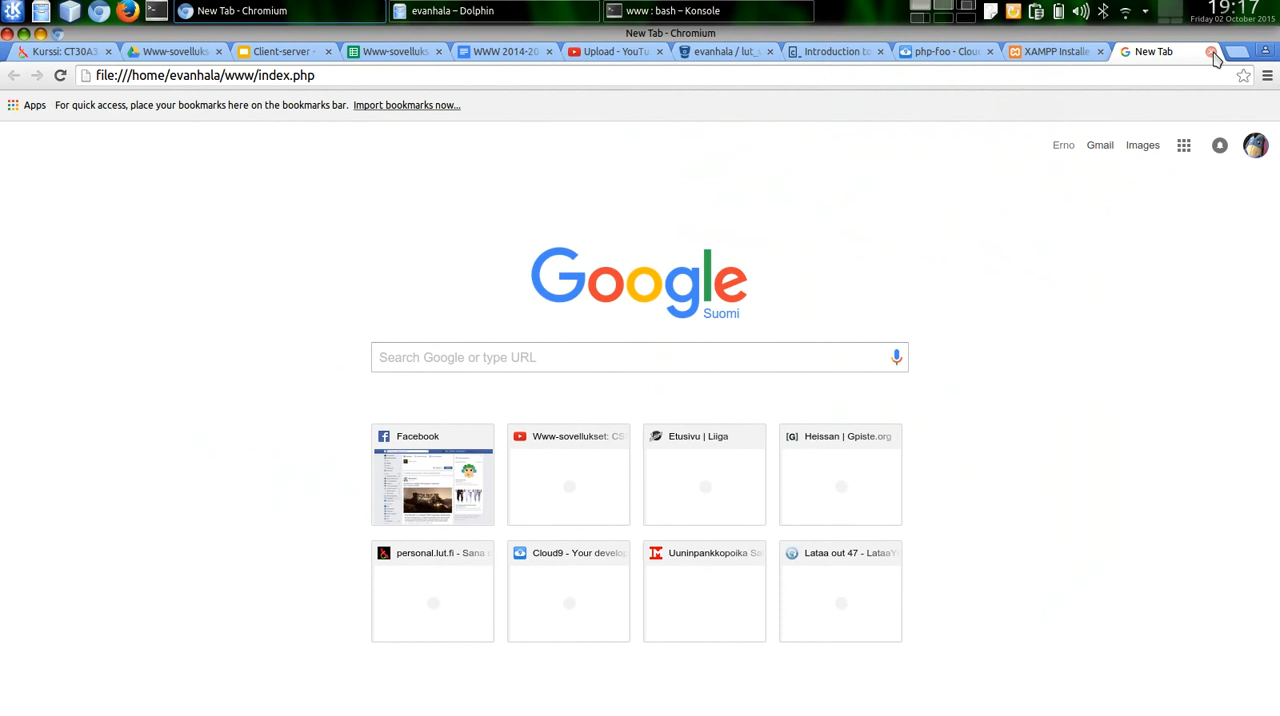 New Tab - Chromium
evanhala – Dolphin
www : bash – Konsole
19:17
Friday 02 October 2015
New Tab - Chromium
Kurssi: CT30A3
Www-sovelluks
Client-server -
Www-sovelluks
WWW 2014-20
Upload - YouTu
evanhala / lut_
Introduction to
php-foo - Clou
XAMPP Installe
New Tab
file:///home/evanhala/www/index.php
Apps
For quick access, place your bookmarks here on the bookmarks bar.
Import bookmarks now...
Erno
Gmail
Images
Google
Suomi
Search Google or type URL
Facebook
Www-sovellukset: CS
Etusivu | Liiga
[G] Heissan | Gpiste.org
personal.lut.fi - Sana
Cloud9 - Your develop
Uuninpankkopoika Sa
Lataa out 47 - LataaY